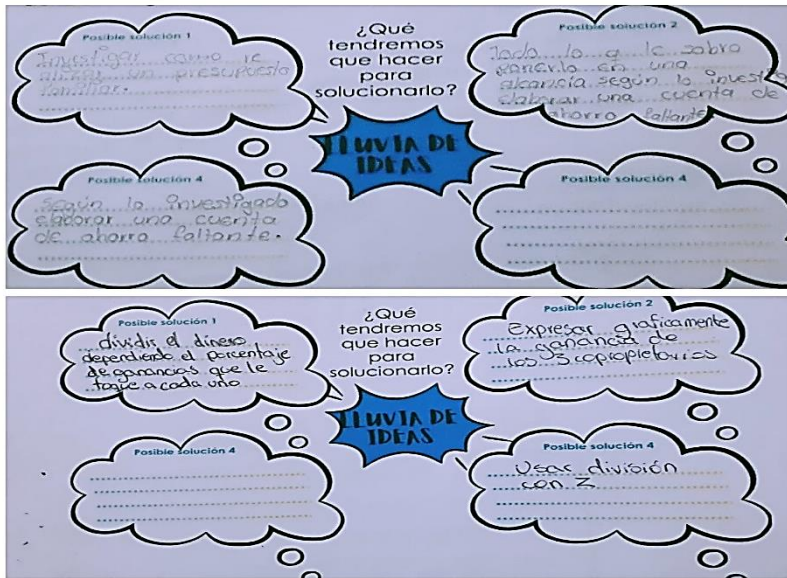 Posible solución 1
Investigar como re
alizar un presupuesto
familiar.
¿Qué
tendremos
que hacer
para
solucionarlo?
Posible solución 2
Todo lo q le sobra
ponerlo en una
alcancía según lo investig
elaborar una cuenta de
ahorro faltante
LLUVIA DE
IDEAS
Posible solución 4
según lo investigado
elaborar una cuenta
de ahorro faltante.
Posible solución 4
Posible solución 1
dividir el dinero
dependiendo el porcentaje
de ganancias que le
toque a cada uno
¿Qué
tendremos
que hacer
para
solucionarlo?
Posible solución 2
Expresar graficamente
la ganancia de
los 3 copropietarios
LLUVIA DE
IDEAS
Posible solución 4
Posible solución 4
Usar división
con Z